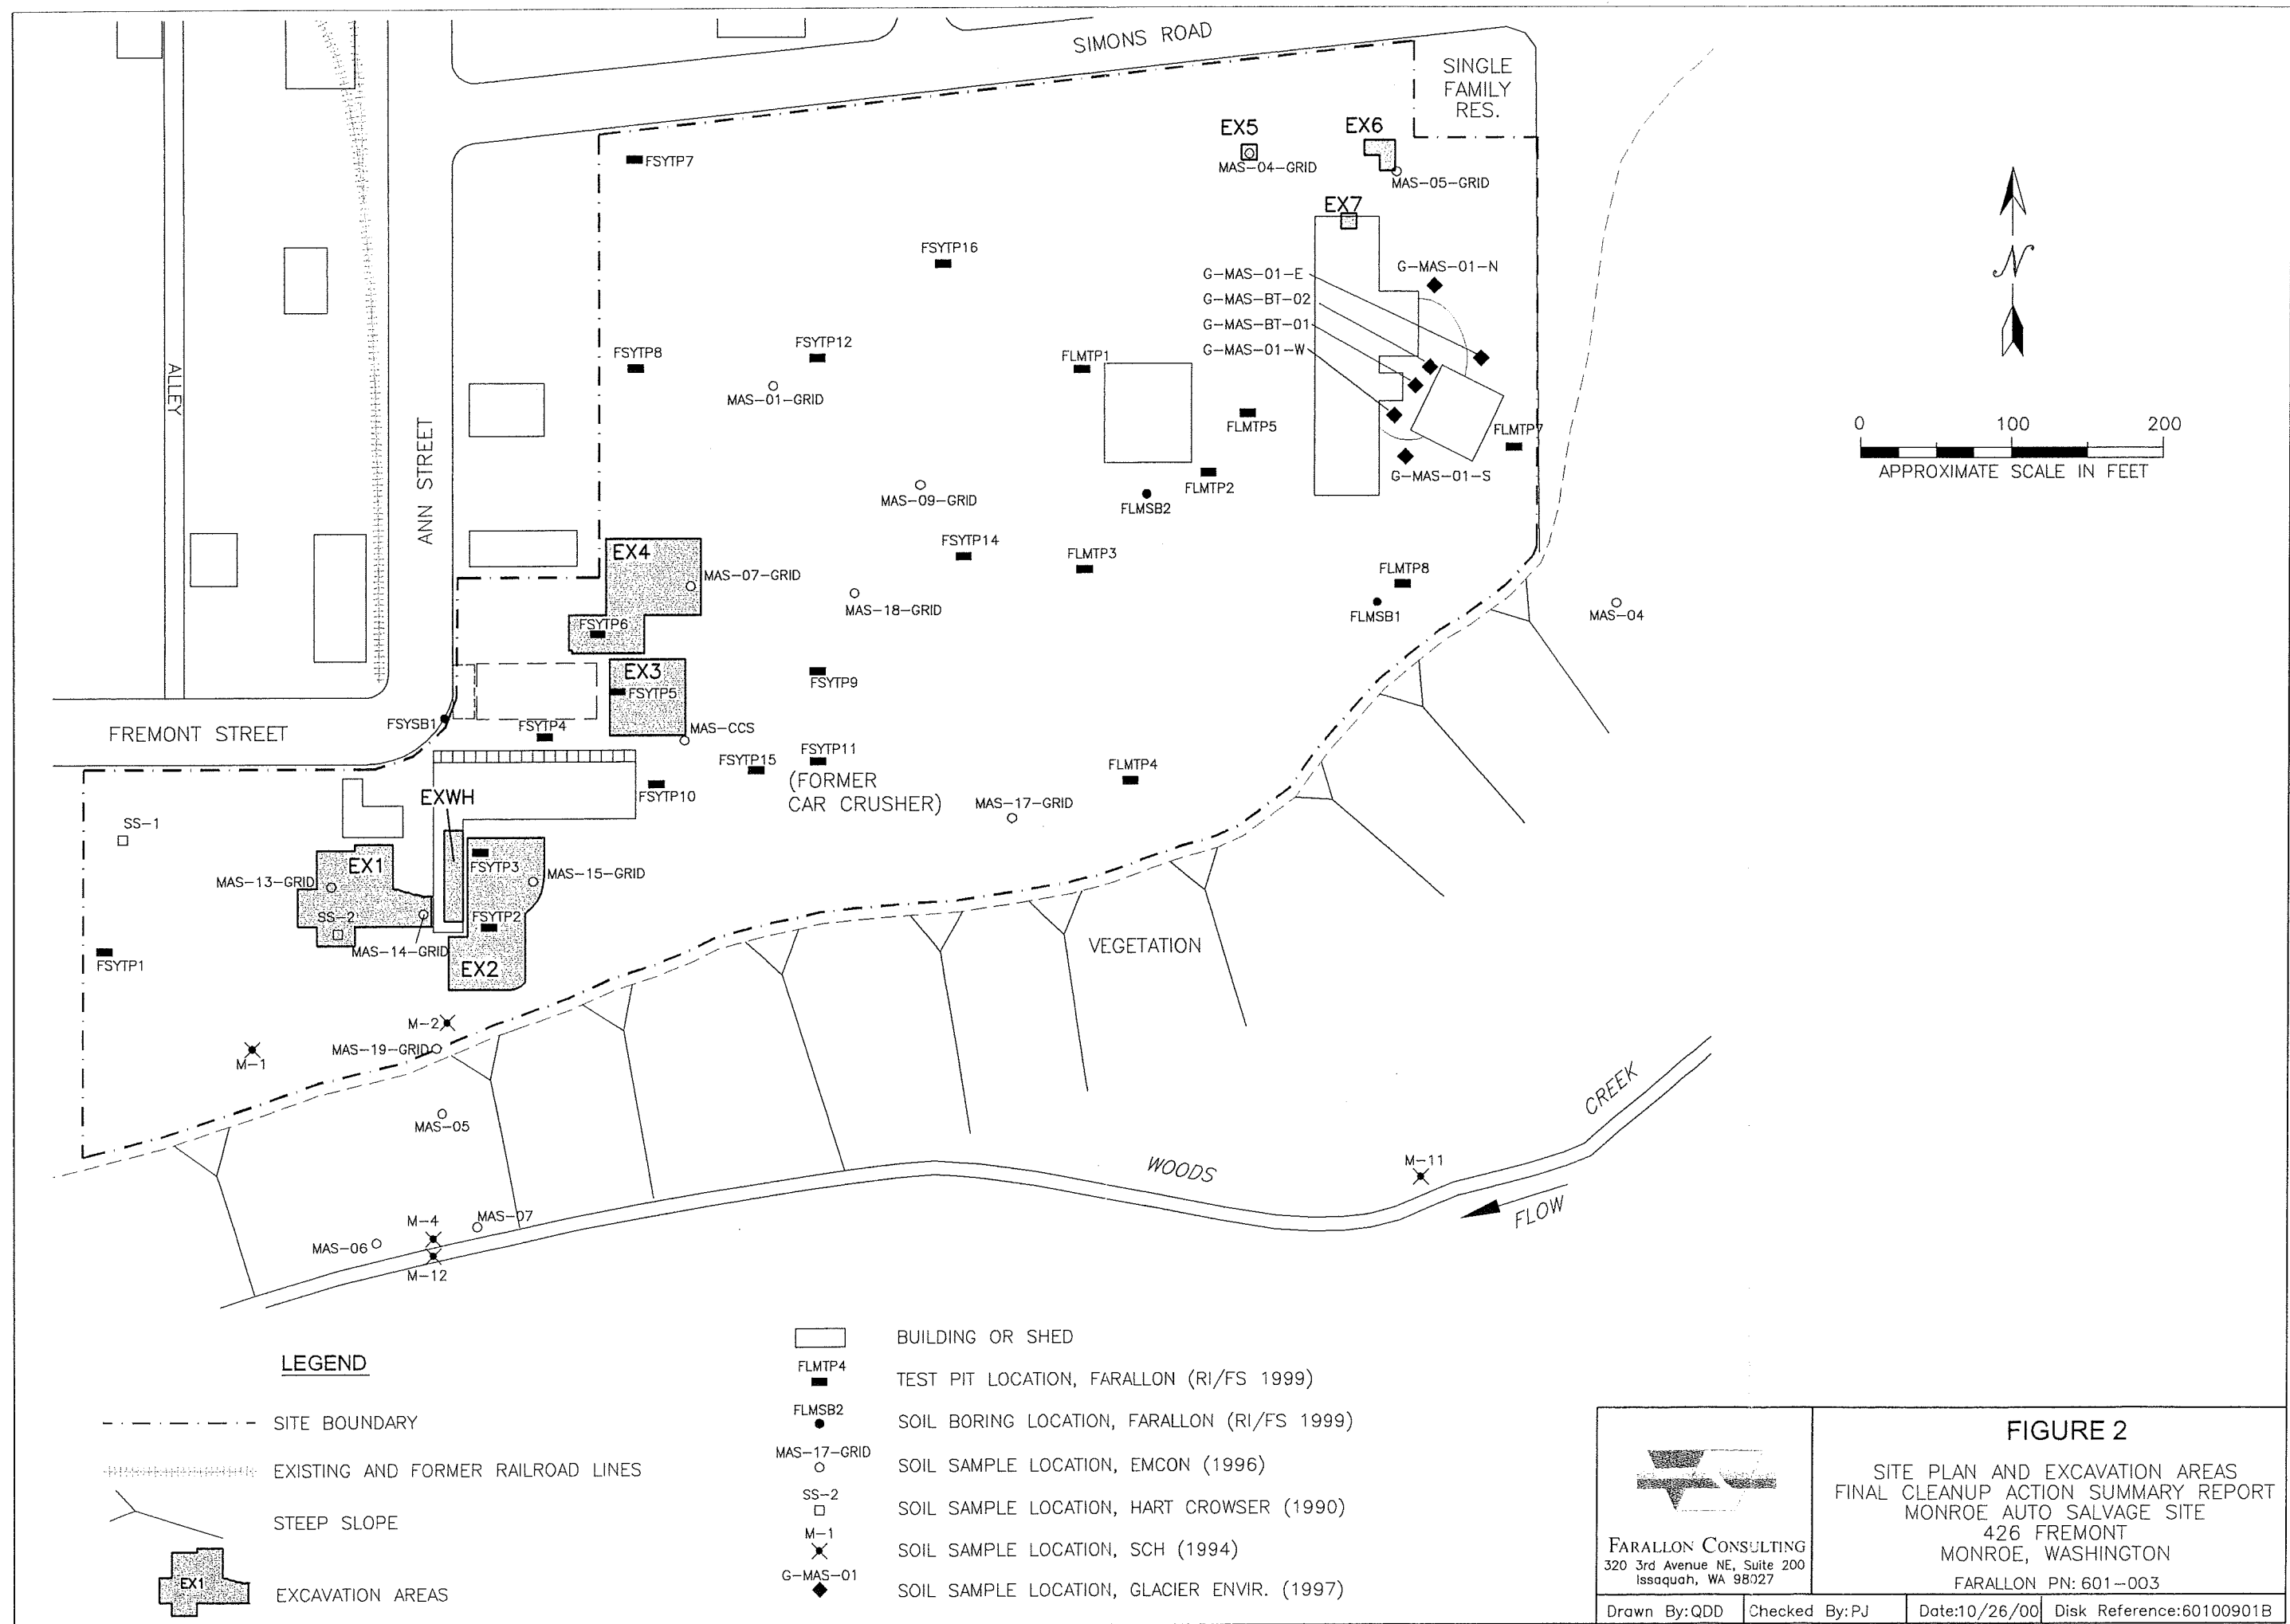 SIMONS ROAD
SINGLE
FAMILY
RES.
EX5
EX6
MAS-04-GRID
MAS-05-GRID
FSYTP7
EX7
FSYTP16
G-MAS-01-E
G-MAS-01-N
G-MAS-BT-02
G-MAS-BT-01
G-MAS-01-W
N
ALLEY
ANN STREET
FSYTP8
FSYTP12
FLMTP1
MAS-01-GRID
FLMTP5
FLMTP7
0 100 200
APPROXIMATE SCALE IN FEET
MAS-09-GRID
FLMTP2
G-MAS-01-S
FLMSB2
EX4
FSYTP14
FLMTP3
MAS-07-GRID
FLMTP8
MAS-18-GRID
FLMSB1
MAS-04
FSYTP6
EX3
FSYTP5
FSYTP9
FREMONT STREET
FSYSB1
FSYTP4
MAS-CCS
FSYTP15
FSYTP11
(FORMER
CAR CRUSHER)
FSYTP10
FLMTP4
MAS-17-GRID
EXWH
SS-1
EX1
FSYTP3
MAS-15-GRID
MAS-13-GRID
SS-2
FSYTP2
MAS-14-GRID
EX2
FSYTP1
VEGETATION
M-2
MAS-19-GRID
M-1
MAS-05
CREEK
WOODS
M-11
FLOW
M-4
MAS-07
MAS-06
M-12
LEGEND
SITE BOUNDARY
EXISTING AND FORMER RAILROAD LINES
STEEP SLOPE
EX1
EXCAVATION AREAS
BUILDING OR SHED
FLMTP4
TEST PIT LOCATION, FARALLON (RI/FS 1999)
FLMSB2
SOIL BORING LOCATION, FARALLON (RI/FS 1999)
MAS-17-GRID
SOIL SAMPLE LOCATION, EMCON (1996)
SS-2
SOIL SAMPLE LOCATION, HART CROWSER (1990)
M-1
SOIL SAMPLE LOCATION, SCH (1994)
G-MAS-01
SOIL SAMPLE LOCATION, GLACIER ENVIR. (1997)
FARALLON CONSULTING
320 3rd Avenue NE, Suite 200
Issaquah, WA 98027
FIGURE 2
SITE PLAN AND EXCAVATION AREAS
FINAL CLEANUP ACTION SUMMARY REPORT
MONROE AUTO SALVAGE SITE
426 FREMONT
MONROE, WASHINGTON
FARALLON PN: 601-003
Drawn By:QDD
Checked By:PJ
Date:10/26/00
Disk Reference:60100901B